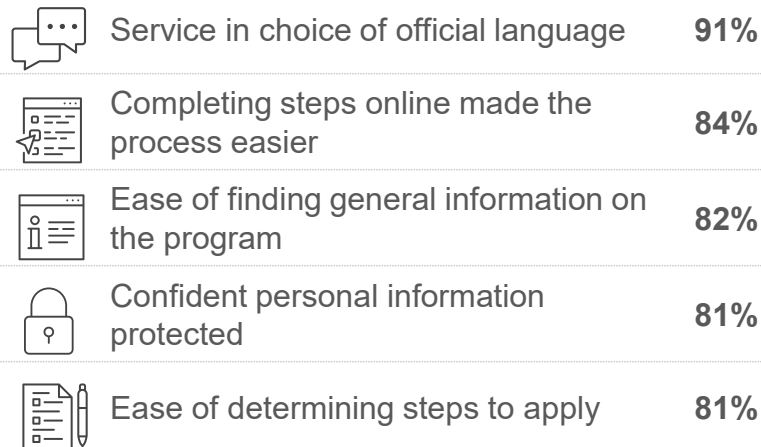 Service in choice of official language 91%
Completing steps online made the
process easier 84%
Ease of finding general information on
the program 82%
Confident personal information
protected 81%
Ease of determining steps to apply 81%